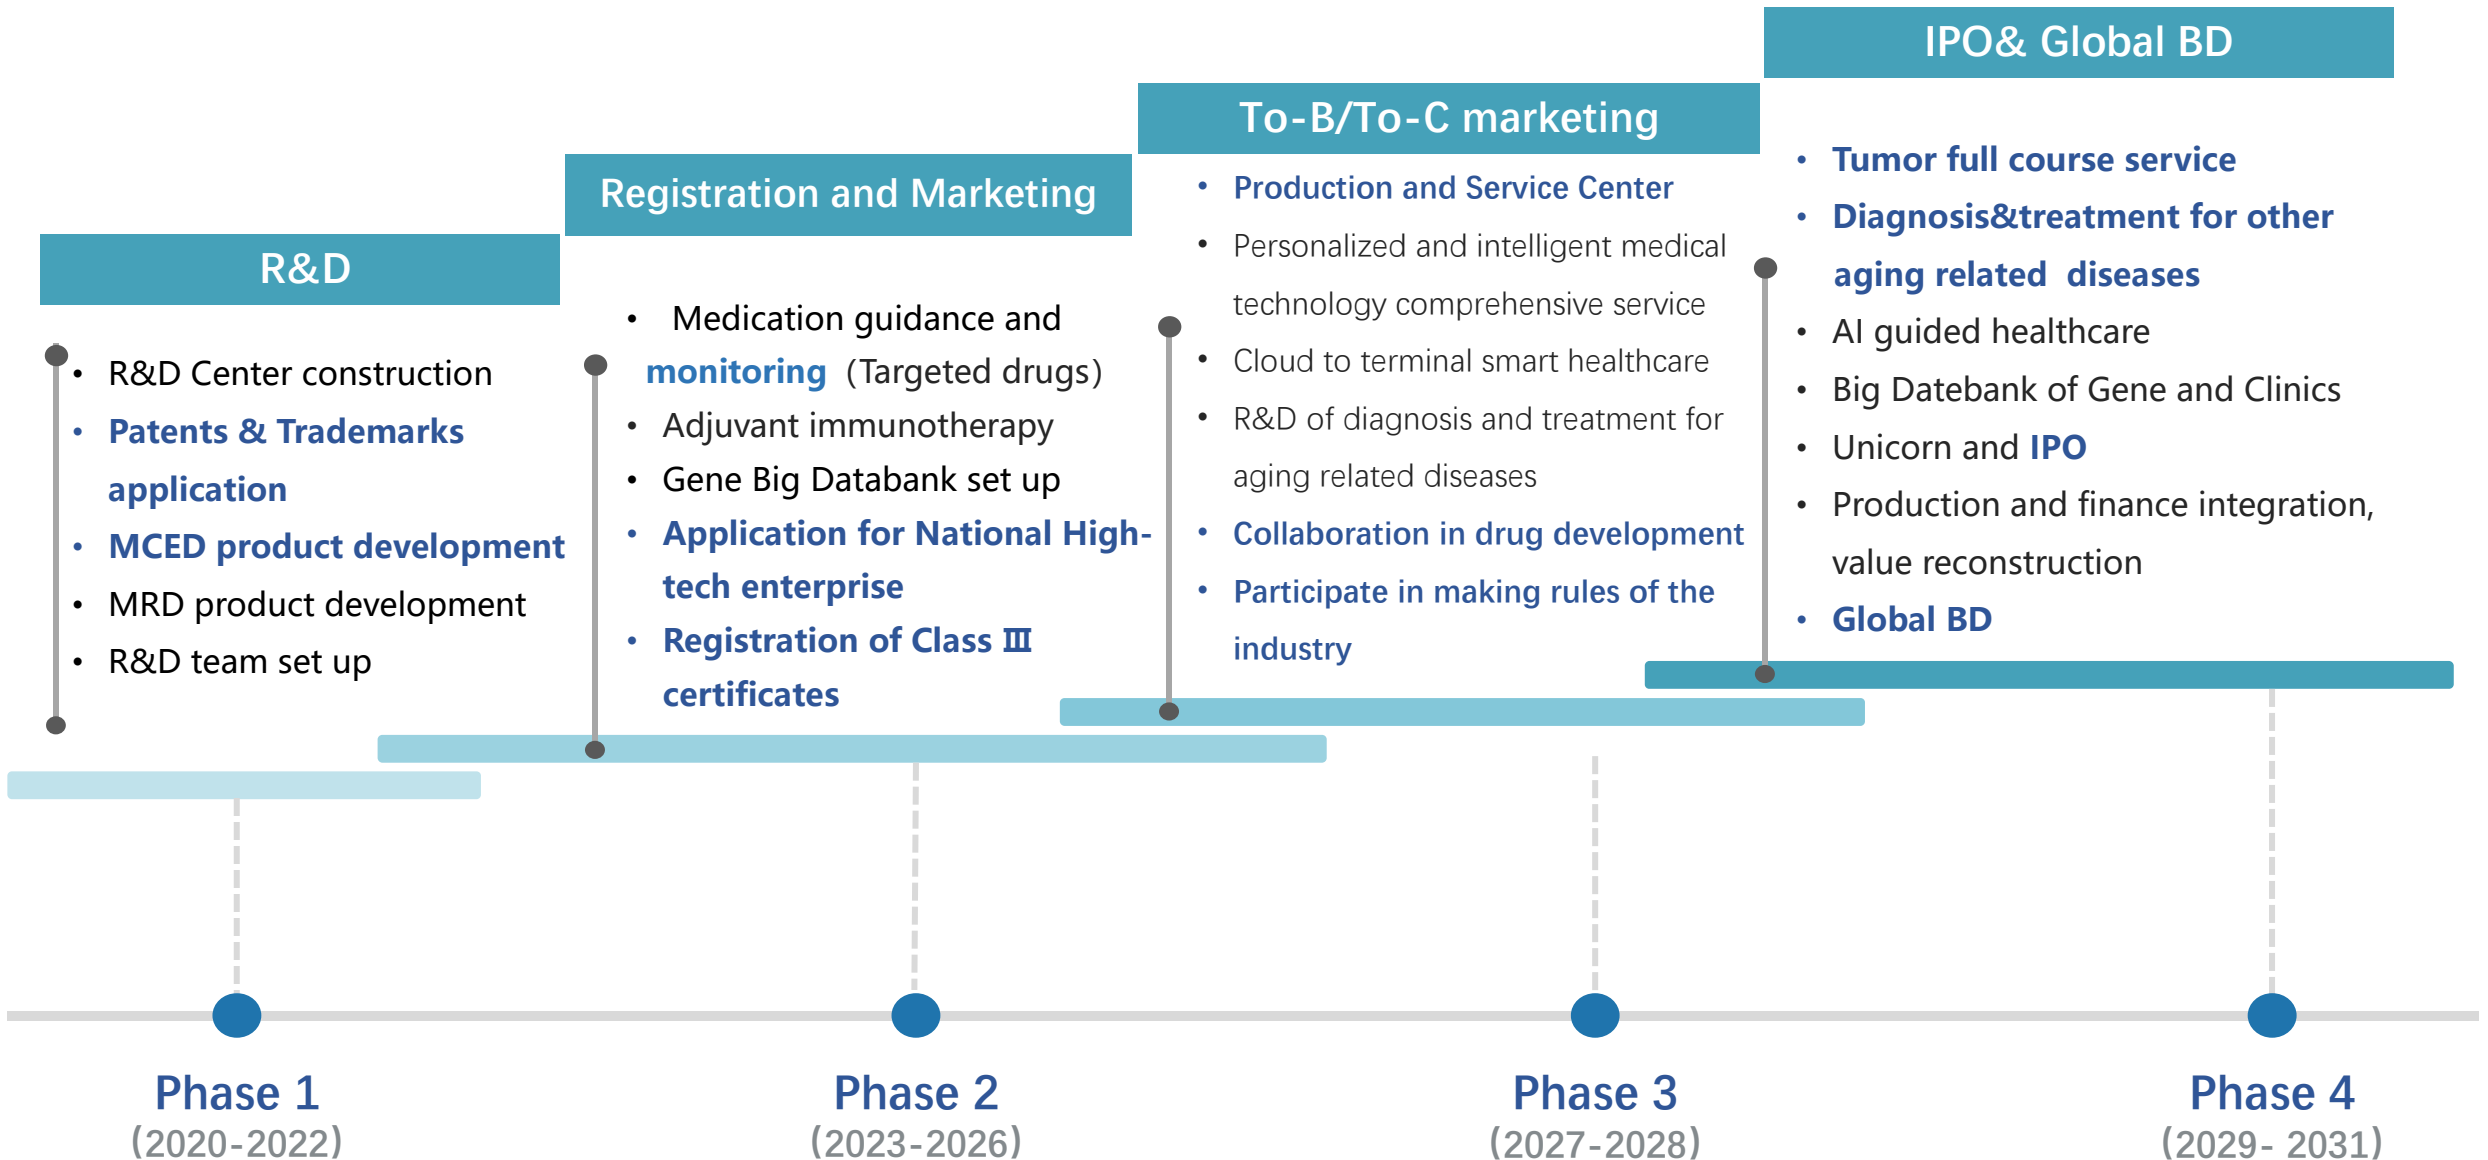 R&D
• R&D Center construction
• Patents & Trademarks
application
• MCED product development
• MRD product development
• R&D team set up
Registration and Marketing
• Medication guidance and
monitoring (Targeted drugs)
• Adjuvant immunotherapy
• Gene Big Databank set up
• Application for National High-
tech enterprise
• Registration of Class Ⅲ
certificates
To-B/To-C marketing
• Production and Service Center
• Personalized and intelligent medical
technology comprehensive service
• Cloud to terminal smart healthcare
• R&D of diagnosis and treatment for
aging related diseases
• Collaboration in drug development
• Participate in making rules of the
industry
IPO& Global BD
• Tumor full course service
• Diagnosis&treatment for other
aging related diseases
• AI guided healthcare
• Big Datebank of Gene and Clinics
• Unicorn and IPO
• Production and finance integration,
value reconstruction
• Global BD
Phase 1
(2020-2022)
Phase 2
(2023-2026)
Phase 3
(2027-2028)
Phase 4
(2029- 2031)